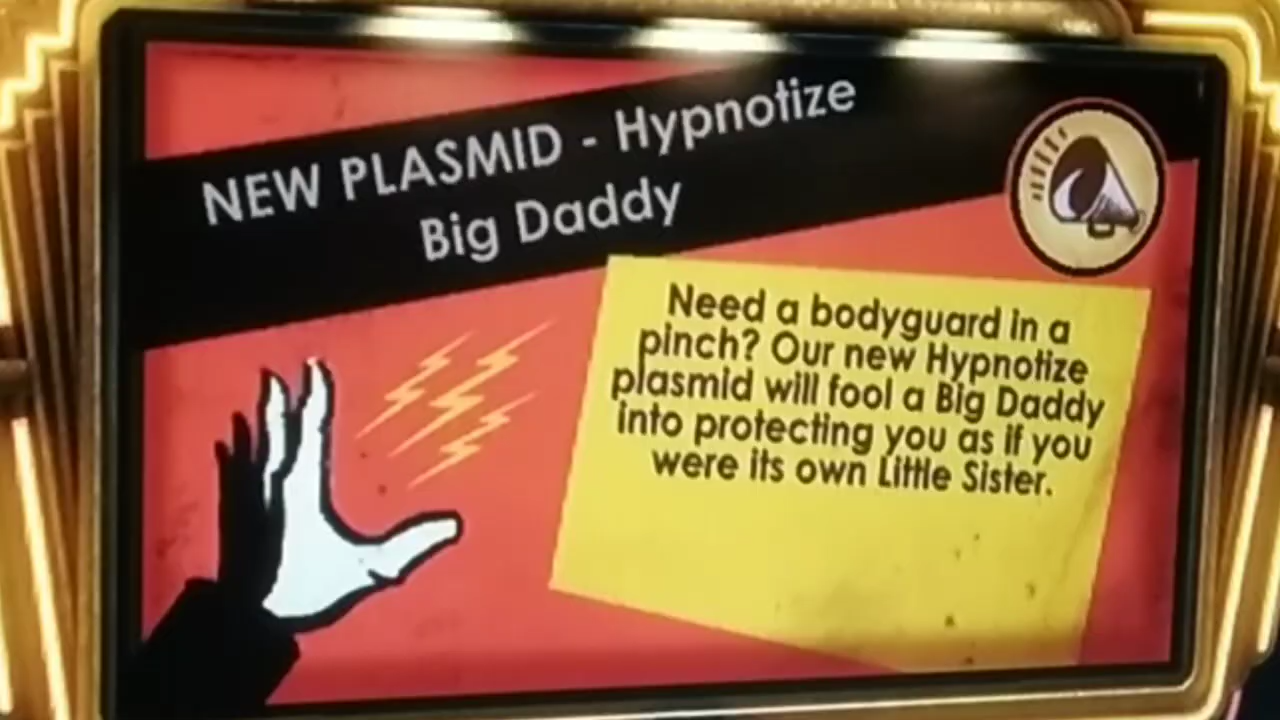 NEW PLASMID - Hypnotize
Big Daddy
Need a bodyguard in a
pinch? Our new Hypnotize
plasmid will fool a Big Daddy
into protecting you as if you
were its own Little Sister.